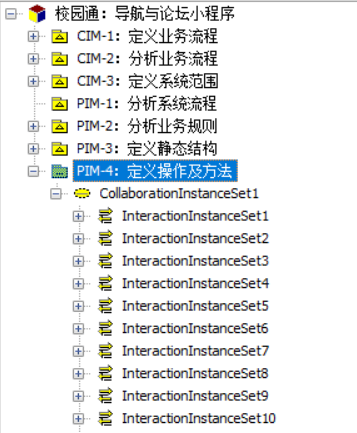 校园通：导航与论坛小程序
CIM-1：定义业务流程
CIM-2：分析业务流程
CIM-3：定义系统范围
PIM-1：分析系统流程
PIM-2：分析业务规则
PIM-3：定义静态结构
PIM-4：定义操作及方法
CollaborationInstanceSet1
InteractionInstanceSet1
InteractionInstanceSet2
InteractionInstanceSet3
InteractionInstanceSet4
InteractionInstanceSet5
InteractionInstanceSet6
InteractionInstanceSet7
InteractionInstanceSet8
InteractionInstanceSet9
InteractionInstanceSet10